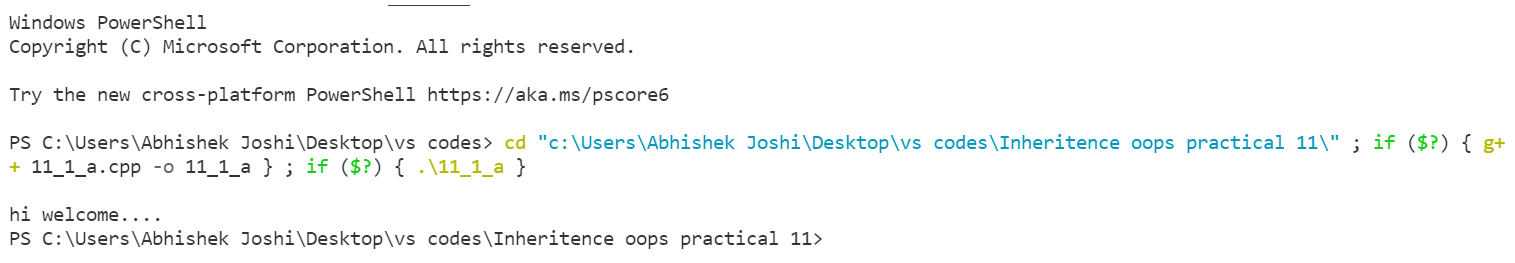 Windows PowerShell
Copyright (C) Microsoft Corporation. All rights reserved.
Try the new cross-platform PowerShell https://aka.ms/pscore6
PS C:\Users\Abhishek Joshi\Desktop\vs codes> cd "c:\Users\Abhishek Joshi\Desktop\vs codes\Inheritence oops practical 11\" ; if ($?) { g+
+ 11_1_a.cpp -o 11_1_a } ; if ($?) { .\11_1_a }
hi welcome....
PS C:\Users\Abhishek Joshi\Desktop\vs codes\Inheritence oops practical 11>